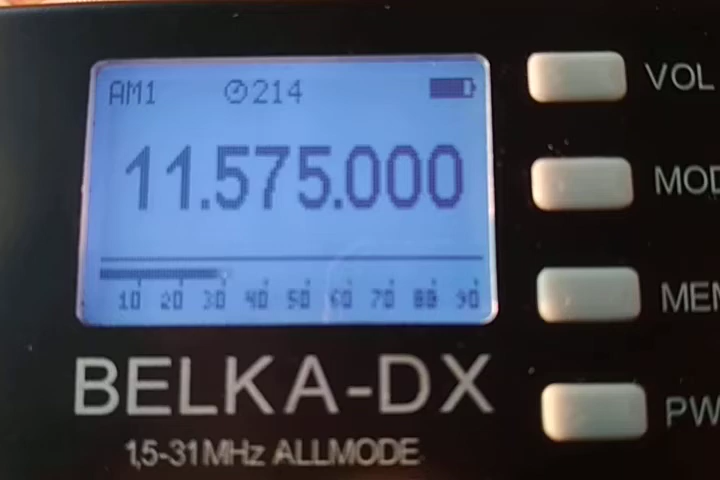 AM1 214
11.575.000
10 20 30 40 50 60 70 80 90
BELKA-DX
1,5-31MHz ALLMODE
VOL
MOD
MEM
PW